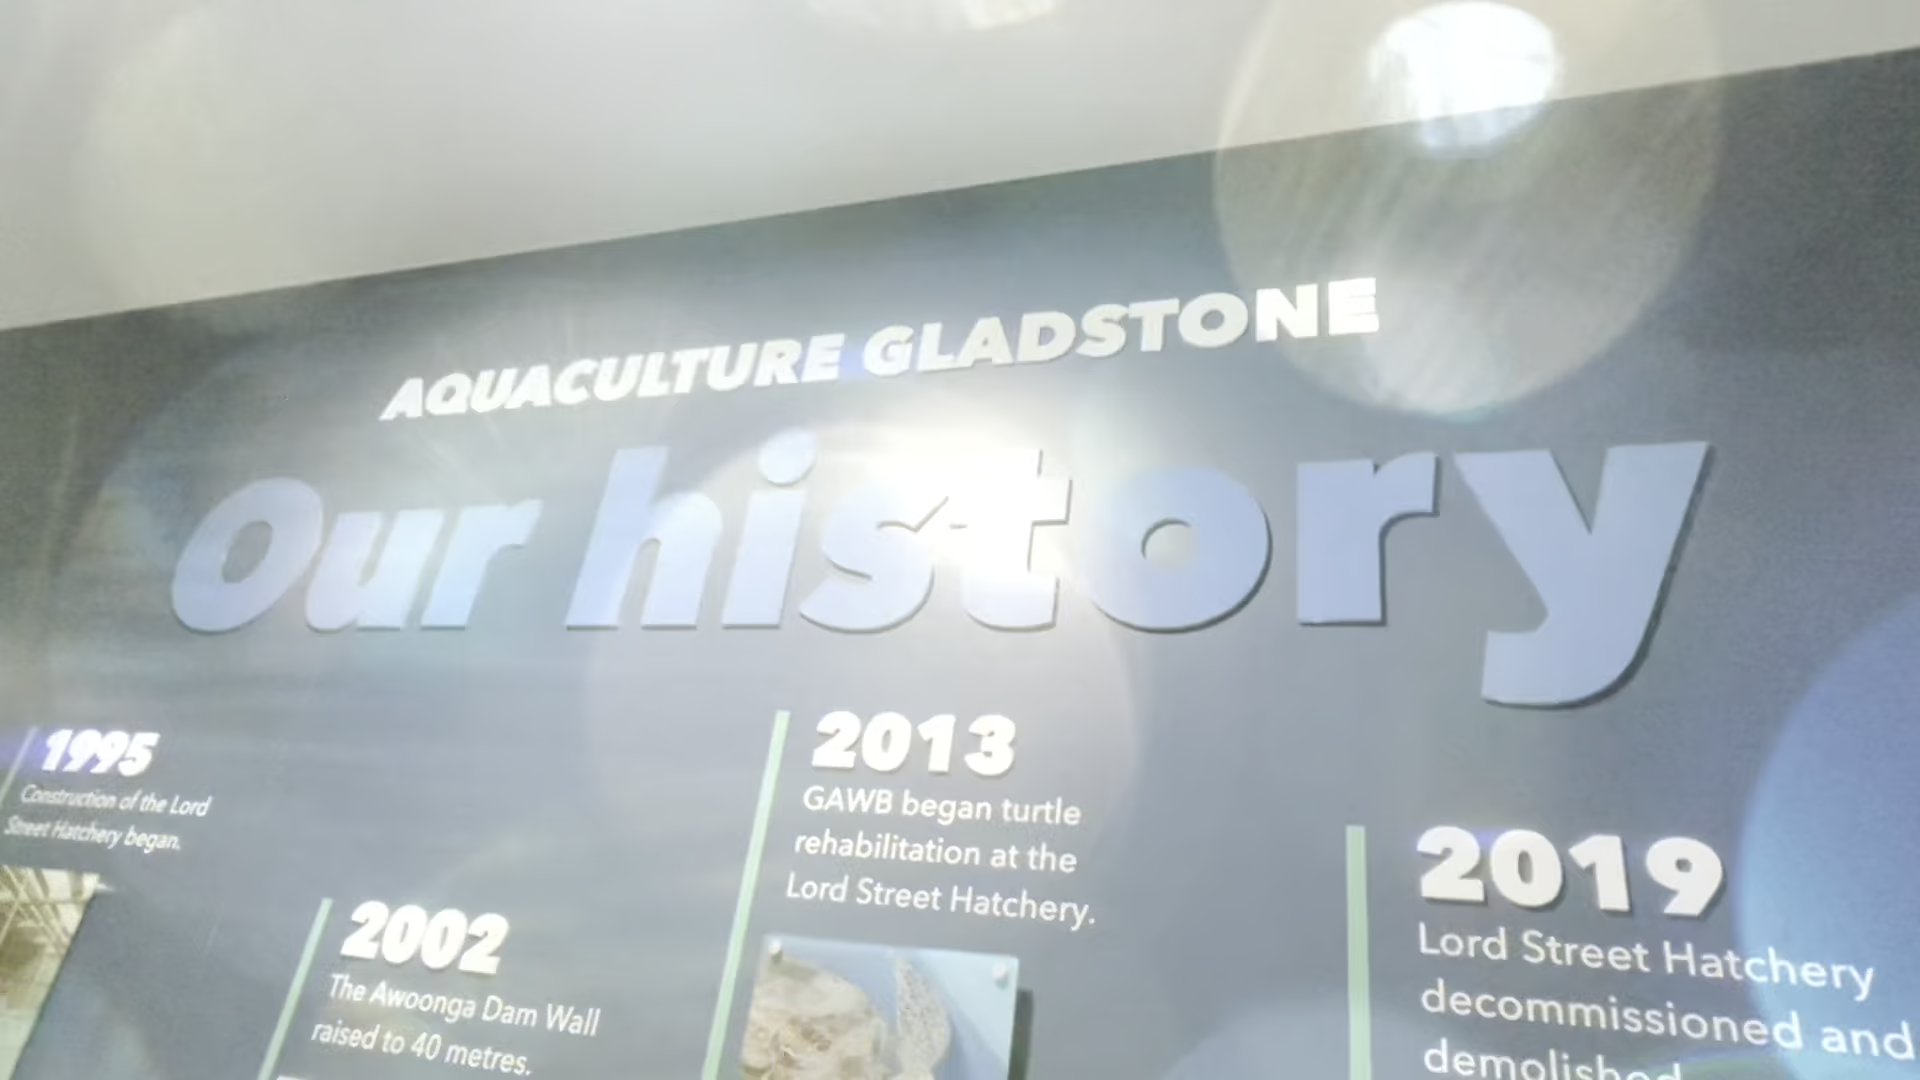 AQUACULTURE GLADSTONE
Our history
1995
Construction of the Lord
Street Hatchery began.
2002
The Awoonga Dam Wall
raised to 40 metres.
2013
GAWB began turtle
rehabilitation at the
Lord Street Hatchery.
2019
Lord Street Hatchery
decommissioned and
demolished